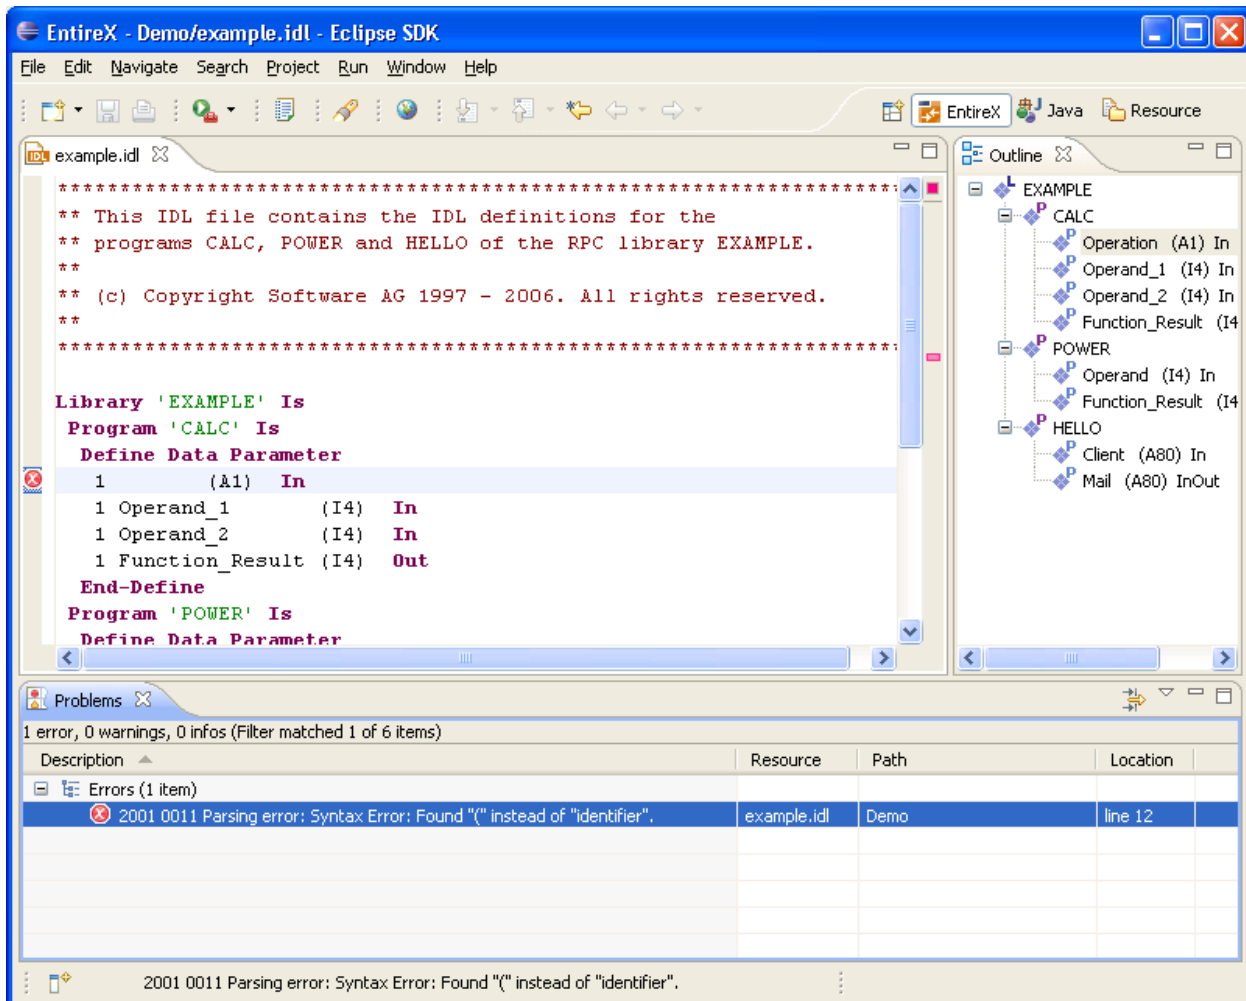 EntireX - Demo/example.idl - Eclipse SDK
File Edit Navigate Search Project Run Window Help
EntireX Java Resource
example.idl
**********************************************************************
** This IDL file contains the IDL definitions for the
** programs CALC, POWER and HELLO of the RPC library EXAMPLE.
**
** (c) Copyright Software AG 1997 - 2006. All rights reserved.
**
**********************************************************************
Library 'EXAMPLE' Is
Program 'CALC' Is
Define Data Parameter
1 (A1) In
1 Operand_1 (I4) In
1 Operand_2 (I4) In
1 Function_Result (I4) Out
End-Define
Program 'POWER' Is
Define Data Parameter
Outline
EXAMPLE
CALC
Operation (A1) In
Operand_1 (I4) In
Operand_2 (I4) In
Function_Result (I4
POWER
Operand (I4) In
Function_Result (I4
HELLO
Client (A80) In
Mail (A80) InOut
Problems
1 error, 0 warnings, 0 infos (Filter matched 1 of 6 items)
Description Resource Path Location
Errors (1 item)
2001 0011 Parsing error: Syntax Error: Found "(" instead of "identifier". example.idl Demo line 12
2001 0011 Parsing error: Syntax Error: Found "(" instead of "identifier".